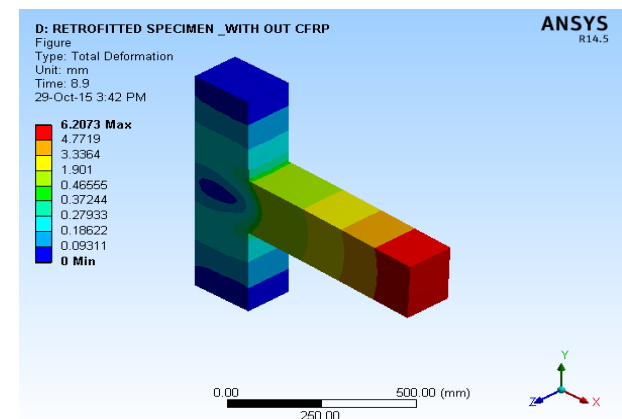 D: RETROFITTED SPECIMEN _WITH OUT CFRP
Figure
Type: Total Deformation
Unit: mm
Time: 8.9
29-Oct-15 3:42 PM
ANSYS
R14.5
6.2073 Max
4.7719
3.3364
1.901
0.46555
0.37244
0.27933
0.18622
0.09311
0 Min
0.00
500.00 (mm)
250.00
Y
Z
X